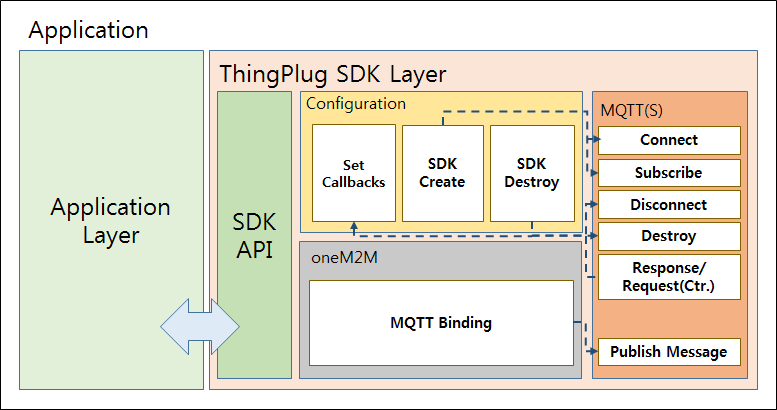 Application
Application
Layer
ThingPlug SDK Layer
SDK
API
Configuration
Set
Callbacks
SDK
Create
SDK
Destroy
oneM2M
MQTT Binding
MQTT(S)
Connect
Subscribe
Disconnect
Destroy
Response/
Request(Ctr.)
Publish Message